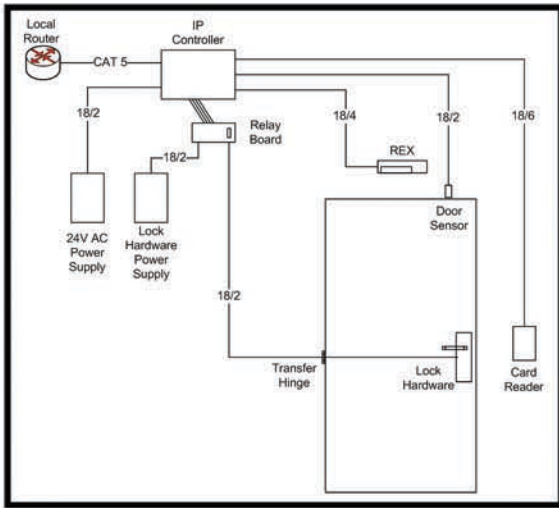 Local
Router
IP
Controller
CAT 5
18/2
18/4
18/2
18/6
Relay
Board
18/2
REX
24V AC
Power
Supply
Lock
Hardware
Power
Supply
Door
Sensor
18/2
Transfer
Hinge
Lock
Hardware
Card
Reader